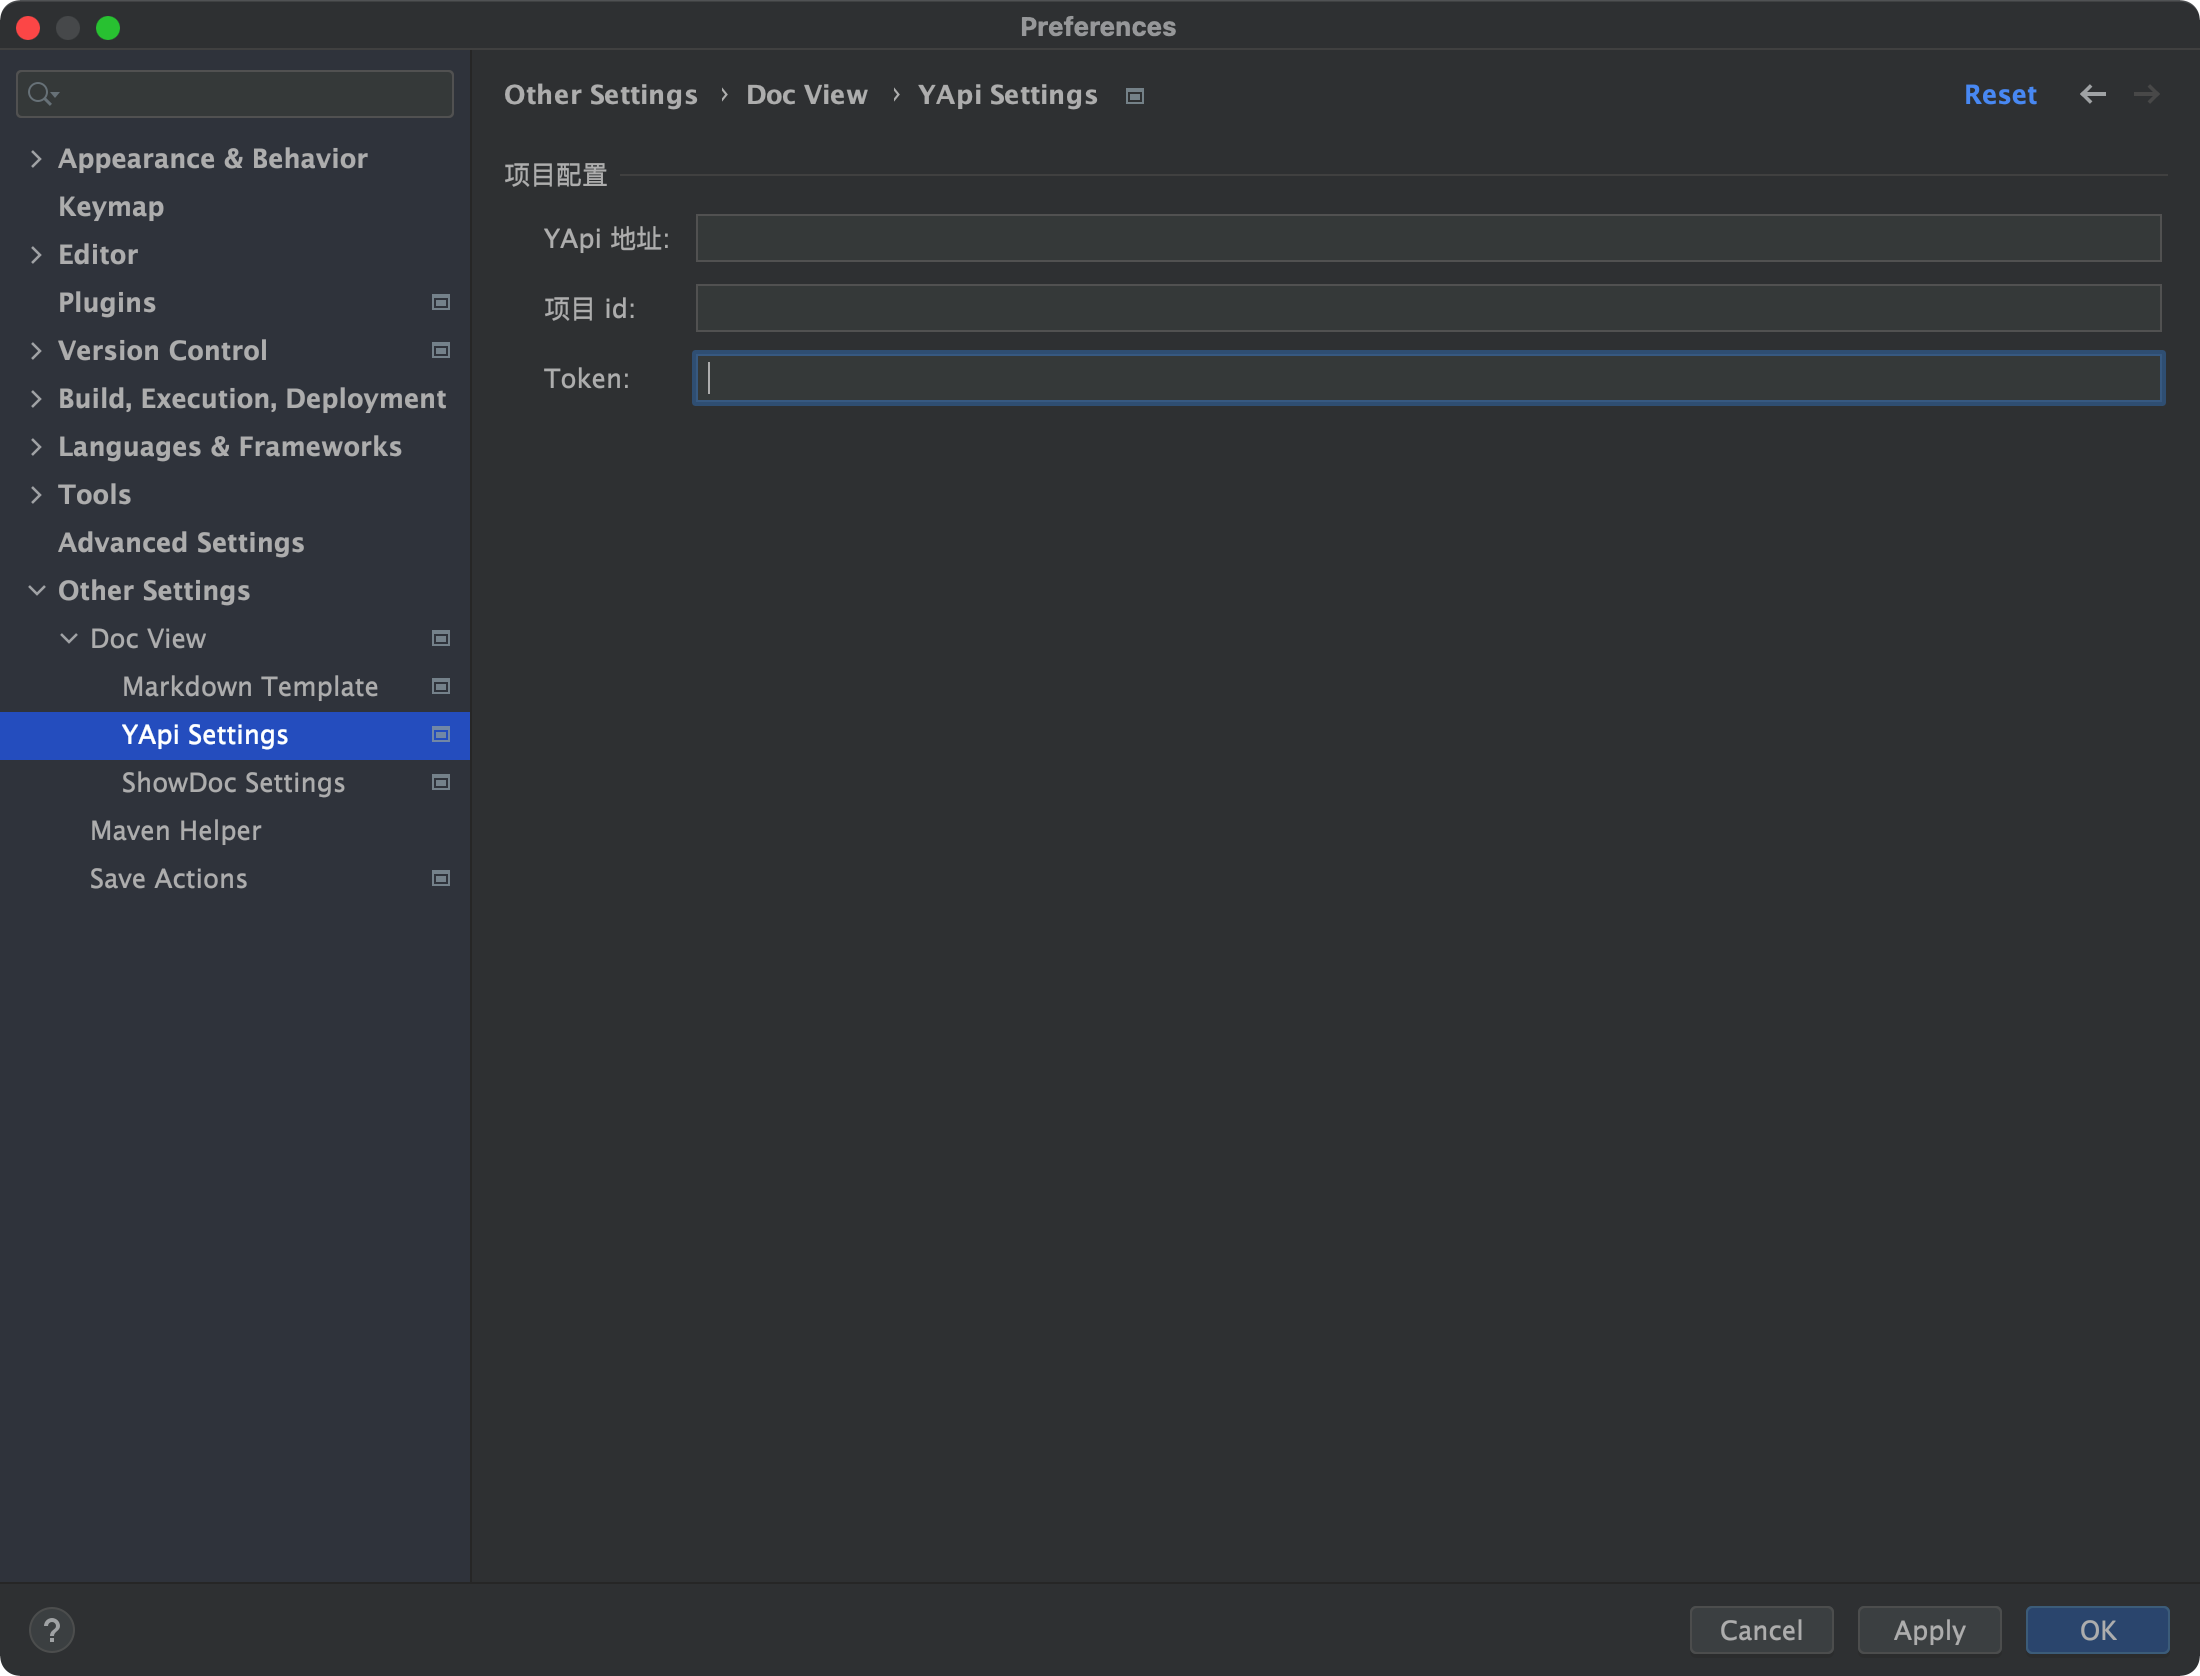 Preferences
Appearance & Behavior
Keymap
Editor
Plugins
Version Control
Build, Execution, Deployment
Languages & Frameworks
Tools
Advanced Settings
Other Settings
Doc View
Markdown Template
YApi Settings
ShowDoc Settings
Maven Helper
Save Actions
Other Settings › Doc View › YApi Settings
Reset
项目配置
YApi 地址:
项目 id:
Token:
?
Cancel
Apply
OK